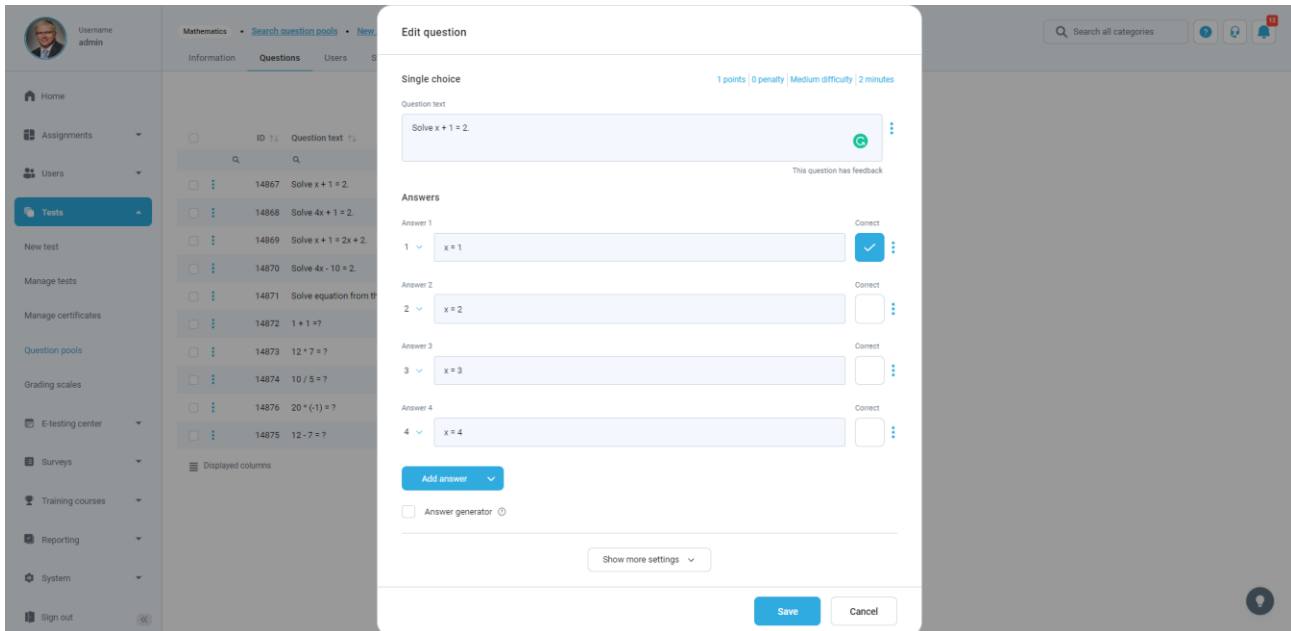 Username
admin
Home
Assignments
Users
Tests
New test
Manage tests
Manage certificates
Question pools
Grading scales
E-testing center
Surveys
Training courses
Reporting
System
Sign out
Mathematics • Search question pools • New
Information Questions Users S
ID Question text
14867 Solve x + 1 = 2.
14868 Solve 4x + 1 = 2.
14869 Solve x + 1 = 2x + 2.
14870 Solve 4x - 10 = 2.
14871 Solve equation from th
14872 1 + 1 =?
14873 12 * 7 = ?
14874 10 / 5 = ?
14876 20 * (-1) = ?
14875 12 - 7 = ?
Displayed columns
Edit question
Single choice 1 points 0 penalty Medium difficulty 2 minutes
Question text
Solve x + 1 = 2.
This question has feedback
Answers
Answer 1 Correct
1 x = 1
Answer 2 Correct
2 x = 2
Answer 3 Correct
3 x = 3
Answer 4 Correct
4 x = 4
Add answer
Answer generator
Show more settings
Save Cancel
Search all categories
12